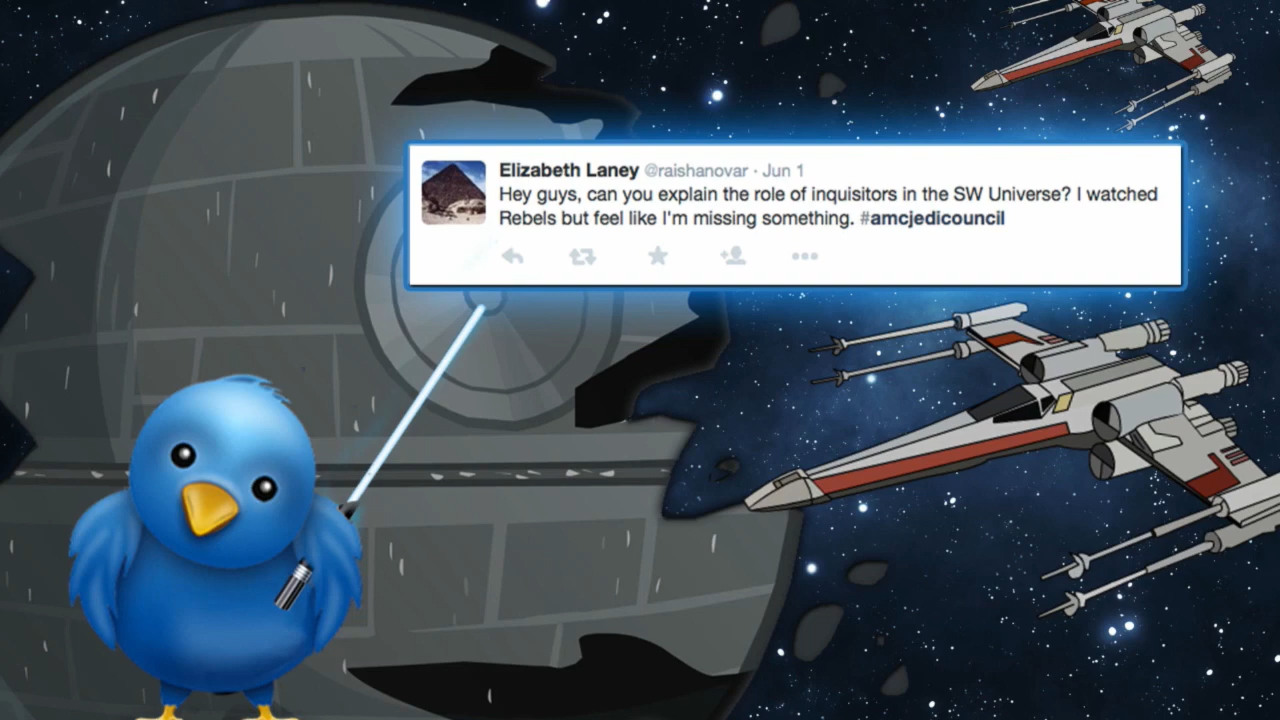 Elizabeth Laney @raishanovar · Jun 1
Hey guys, can you explain the role of inquisitors in the SW Universe? I watched
Rebels but feel like I'm missing something. #amcjedicouncil